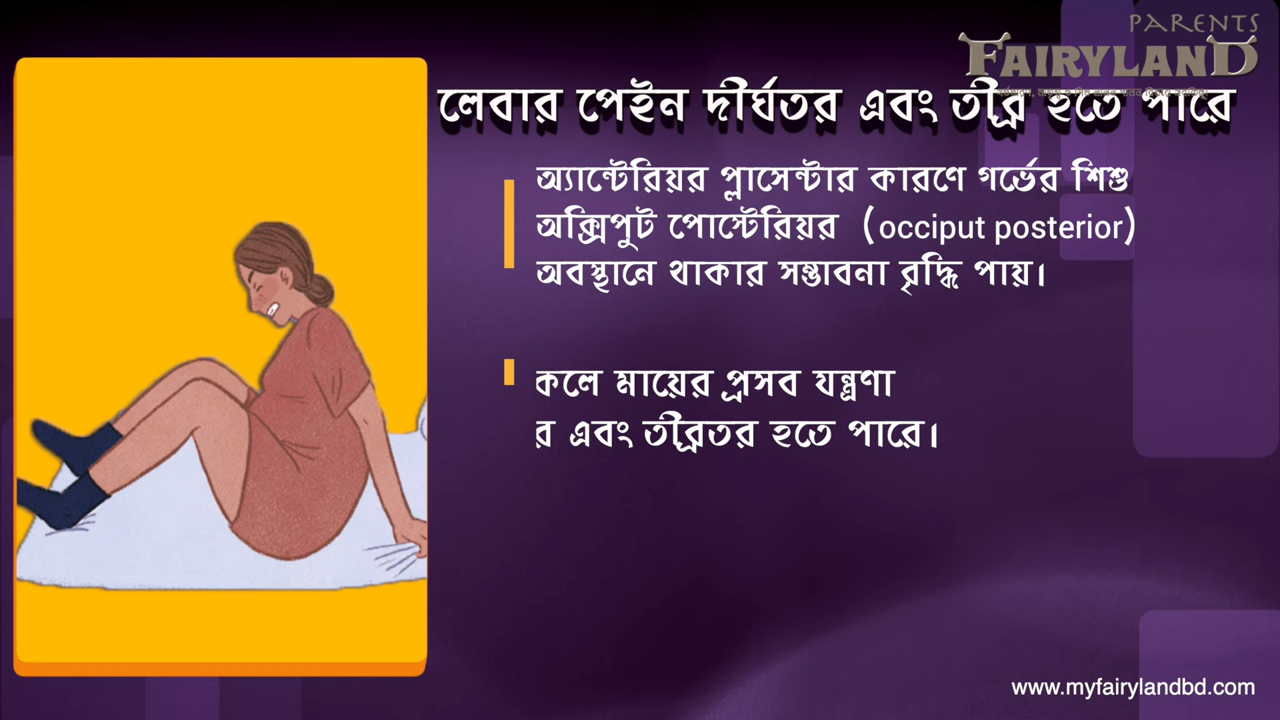 PARENTS
FAIRYLAND
লেবার পেইন দীর্ঘতর এবং তীব্র হতে পারে
অ্যান্টেরিয়র প্লাসেন্টার কারণে গর্ভের শিশু
অক্সিপুট পোস্টেরিয়র (occiput posterior)
অবস্থানে থাকার সম্ভাবনা বৃদ্ধি পায়।
কলে মায়ের প্রসব যন্ত্রণা
র এবং তীব্রতর হতে পারে।
www.myfairylandbd.com